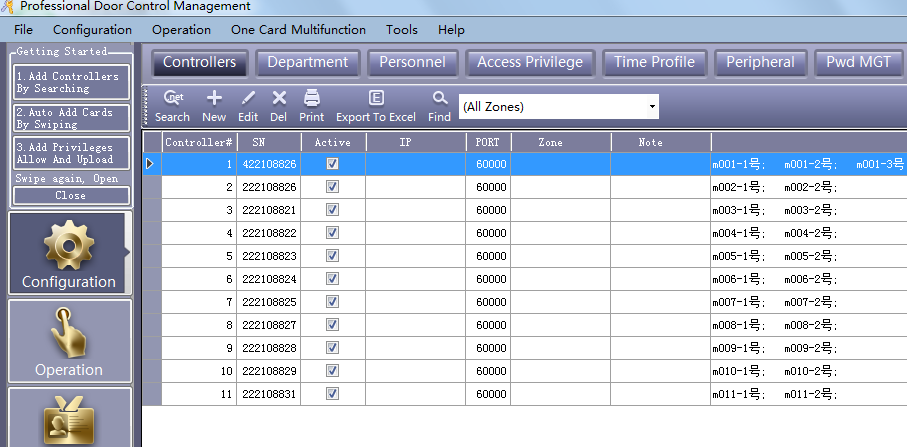 Professional Door Control Management
File Configuration Operation One Card Multifunction Tools Help
Getting Started
1.Add Controllers
By Searching
2.Auto Add Cards
By Swiping
3.Add Privileges
Allow And Upload
Swipe again, Open
Close
Configuration
Operation
Controllers Department Personnel Access Privilege Time Profile Peripheral Pwd MGT
net
Search New Edit Del Print Export To Excel Find (All Zones)
Controller# SN Active IP PORT Zone Note
1 422108826 60000 m001-1号; m001-2号; m001-3号
2 222108826 60000 m002-1号; m002-2号;
3 222108821 60000 m003-1号; m003-2号;
4 222108822 60000 m004-1号; m004-2号;
5 222108823 60000 m005-1号; m005-2号;
6 222108824 60000 m006-1号; m006-2号;
7 222108825 60000 m007-1号; m007-2号;
8 222108827 60000 m008-1号; m008-2号;
9 222108828 60000 m009-1号; m009-2号;
10 222108829 60000 m010-1号; m010-2号;
11 222108831 60000 m011-1号; m011-2号;